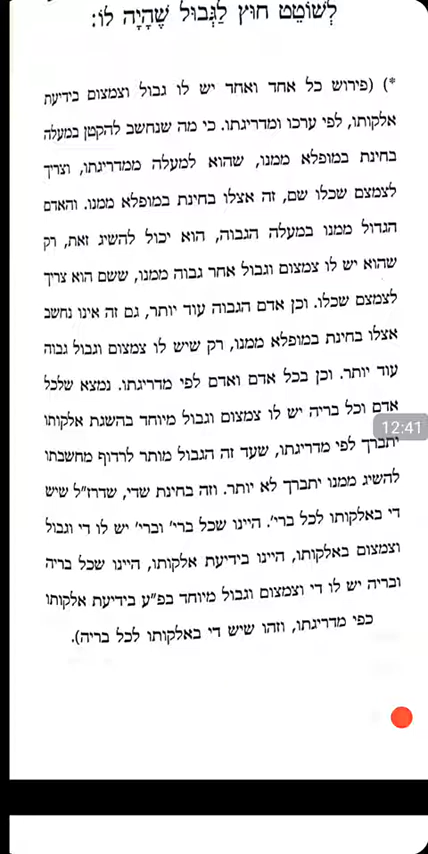 לְשׁוֹטֵט חוּץ לַגְּבוּל שֶׁהָיָה לוֹ:
*) (פירוש כל אחד ואחד יש לו גבול וצמצום בידיעת
אלקותו, לפי ערכו ומדריגתו. כי מה שנחשב להקטן במעלה
בחינת במופלא ממנו, שהוא למעלה ממדריגתו, וצריך
לצמצם שכלו שם, זה אצלו בחינת במופלא ממנו. והאדם
הגדול ממנו במעלה הגבוה, הוא יכול להשיג זאת, רק
שהוא יש לו צמצום וגבול אחר גבוה ממנו, ששם הוא צריך
לצמצם שכלו. וכן אדם הגבוה עוד יותר, גם זה אינו נחשב
אצלו בחינת במופלא ממנו, רק שיש לו צמצום וגבול גבוה
עוד יותר. וכן בכל אדם ואדם לפי מדריגתו. נמצא שלכל
אדם וכל בריה יש לו צמצום וגבול מיוחד בהשגת אלקותו
יתברך לפי מדריגתו, שעד זה הגבול מותר לרדוף מחשבתו
להשיג ממנו יתברך לא יותר. וזה בחינת שדי, שדרז"ל שיש
די באלקותו לכל ברי'. היינו שכל ברי' וברי' יש לו די וגבול
וצמצום באלקותו, היינו בידיעת אלקותו, היינו שכל בריה
ובריה יש לו די וצמצום וגבול מיוחד בפ"ע בידיעת אלקותו
כפי מדריגתו, וזהו שיש די באלקותו לכל בריה).
12:41